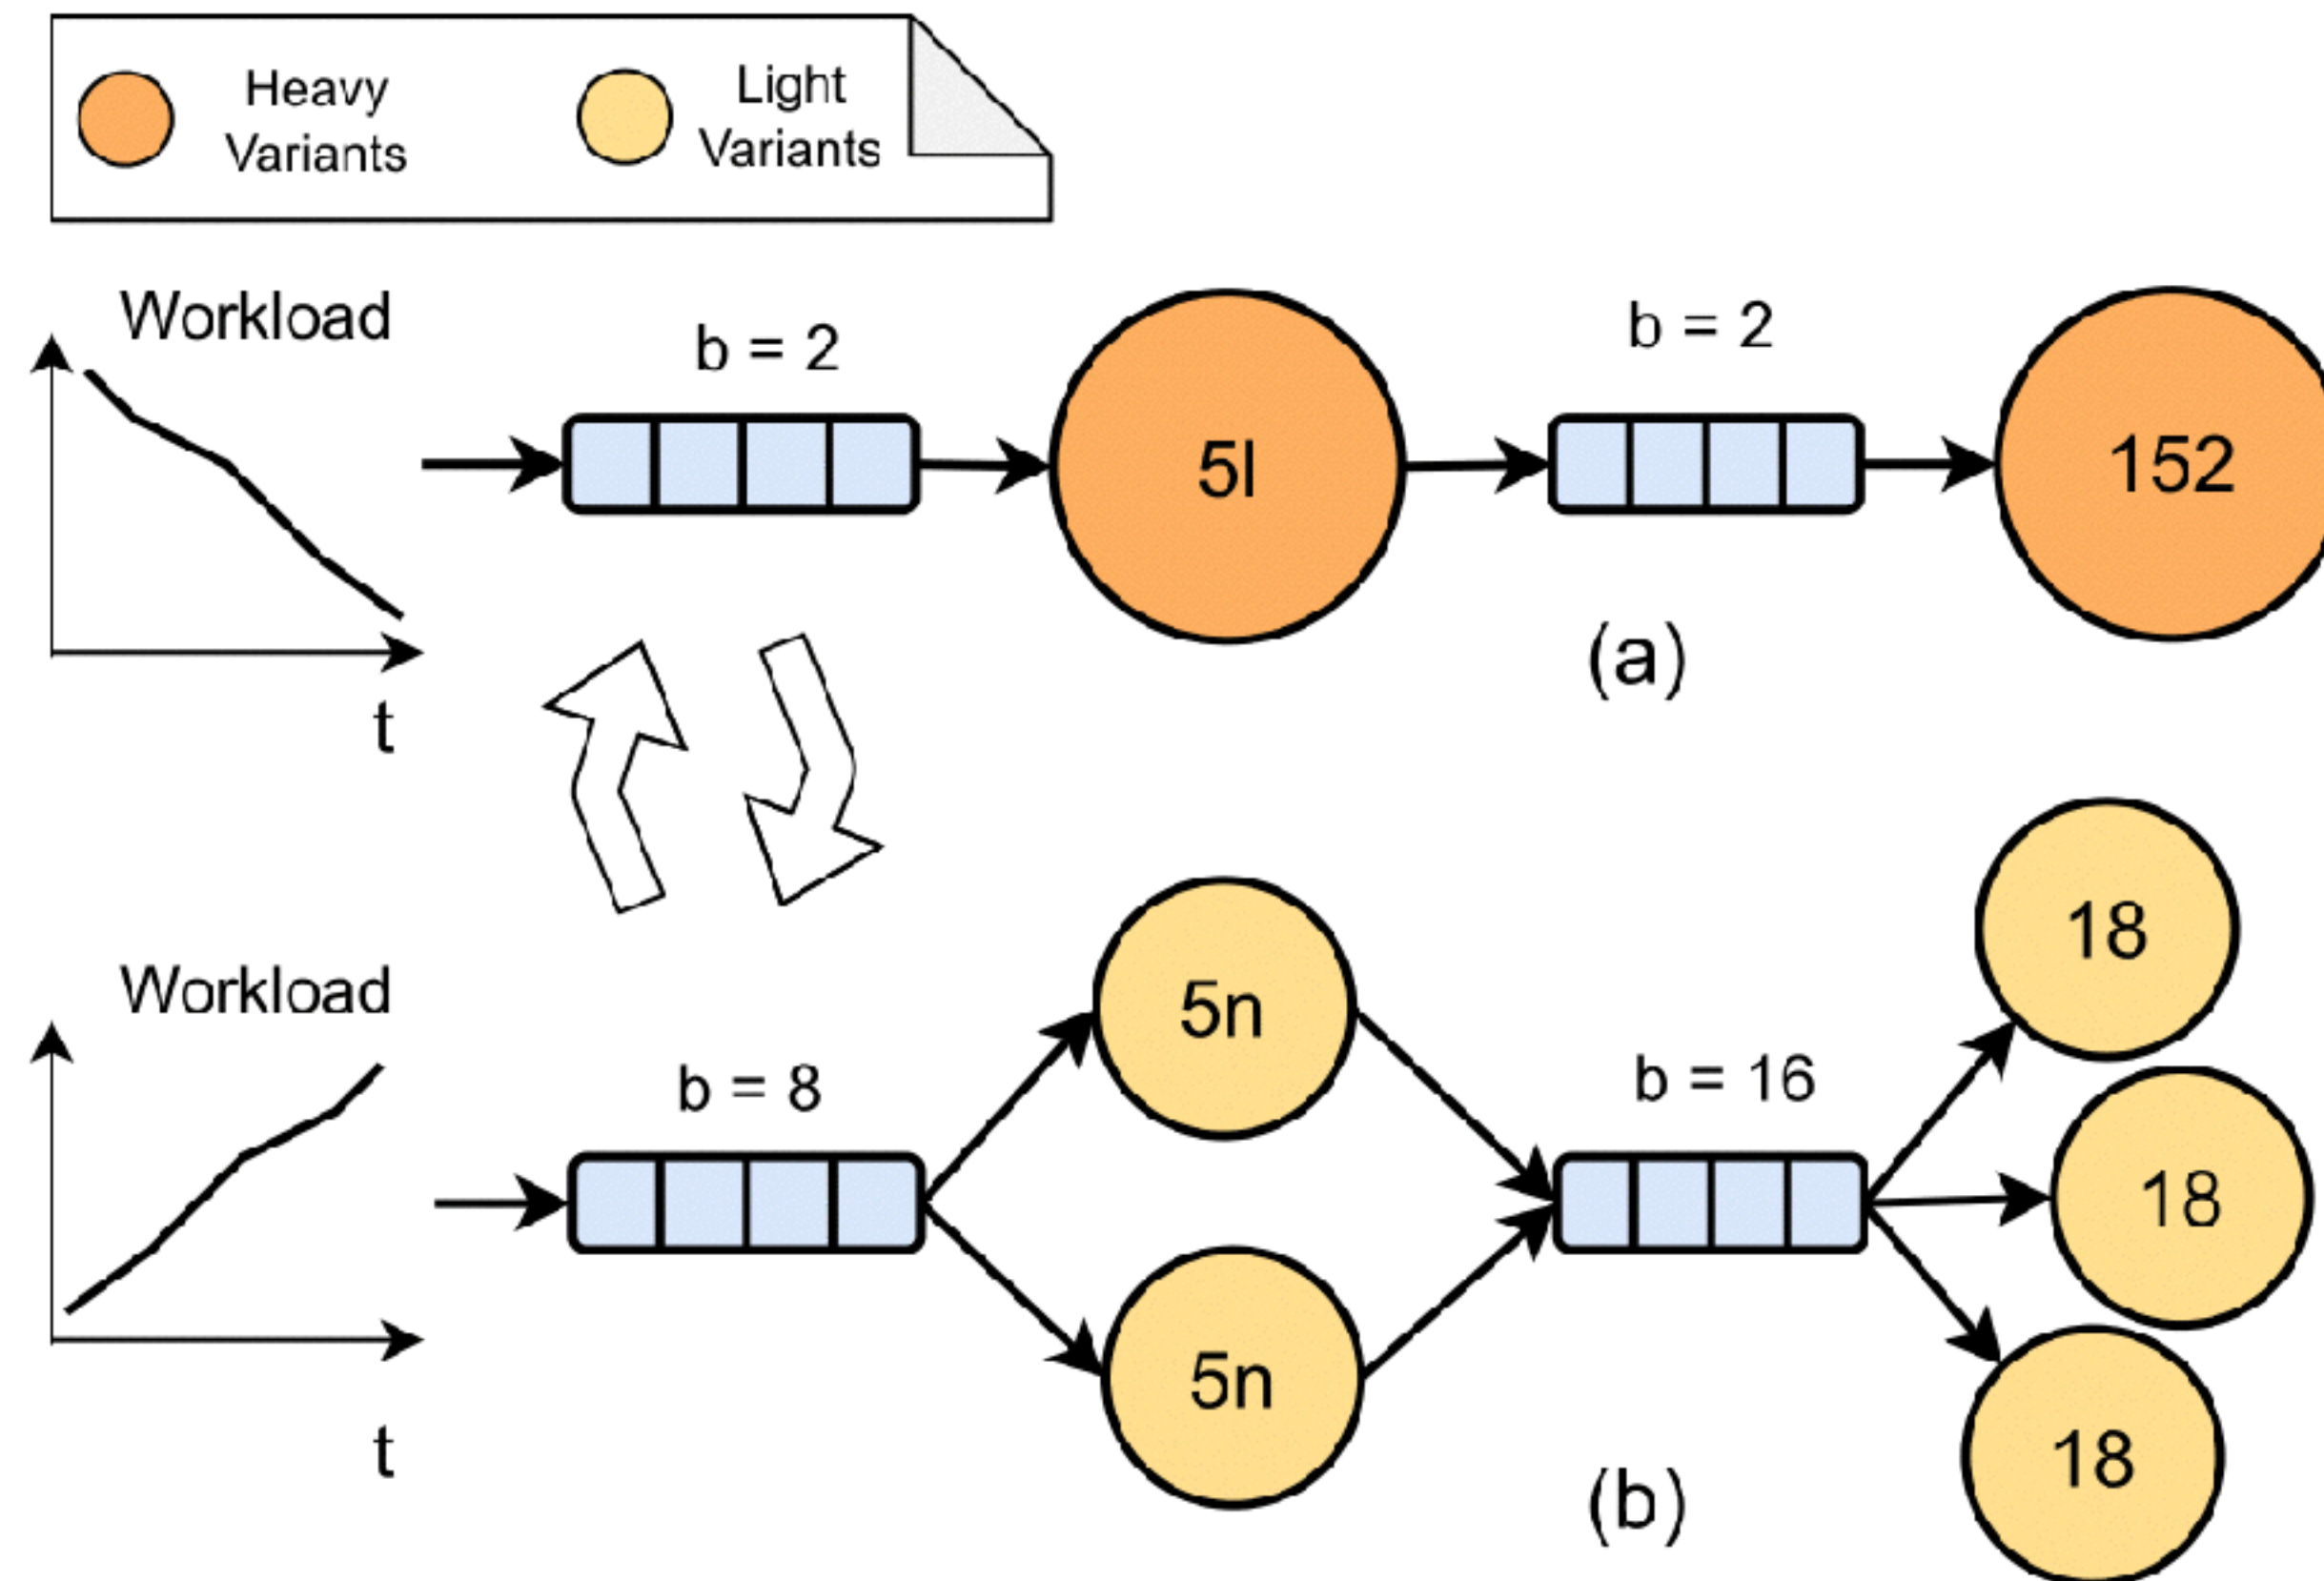 Heavy
Variants
Light
Variants
Workload
t
b = 2
5l
b = 2
152
(a)
Workload
t
b = 8
5n
5n
b = 16
18
18
18
(b)